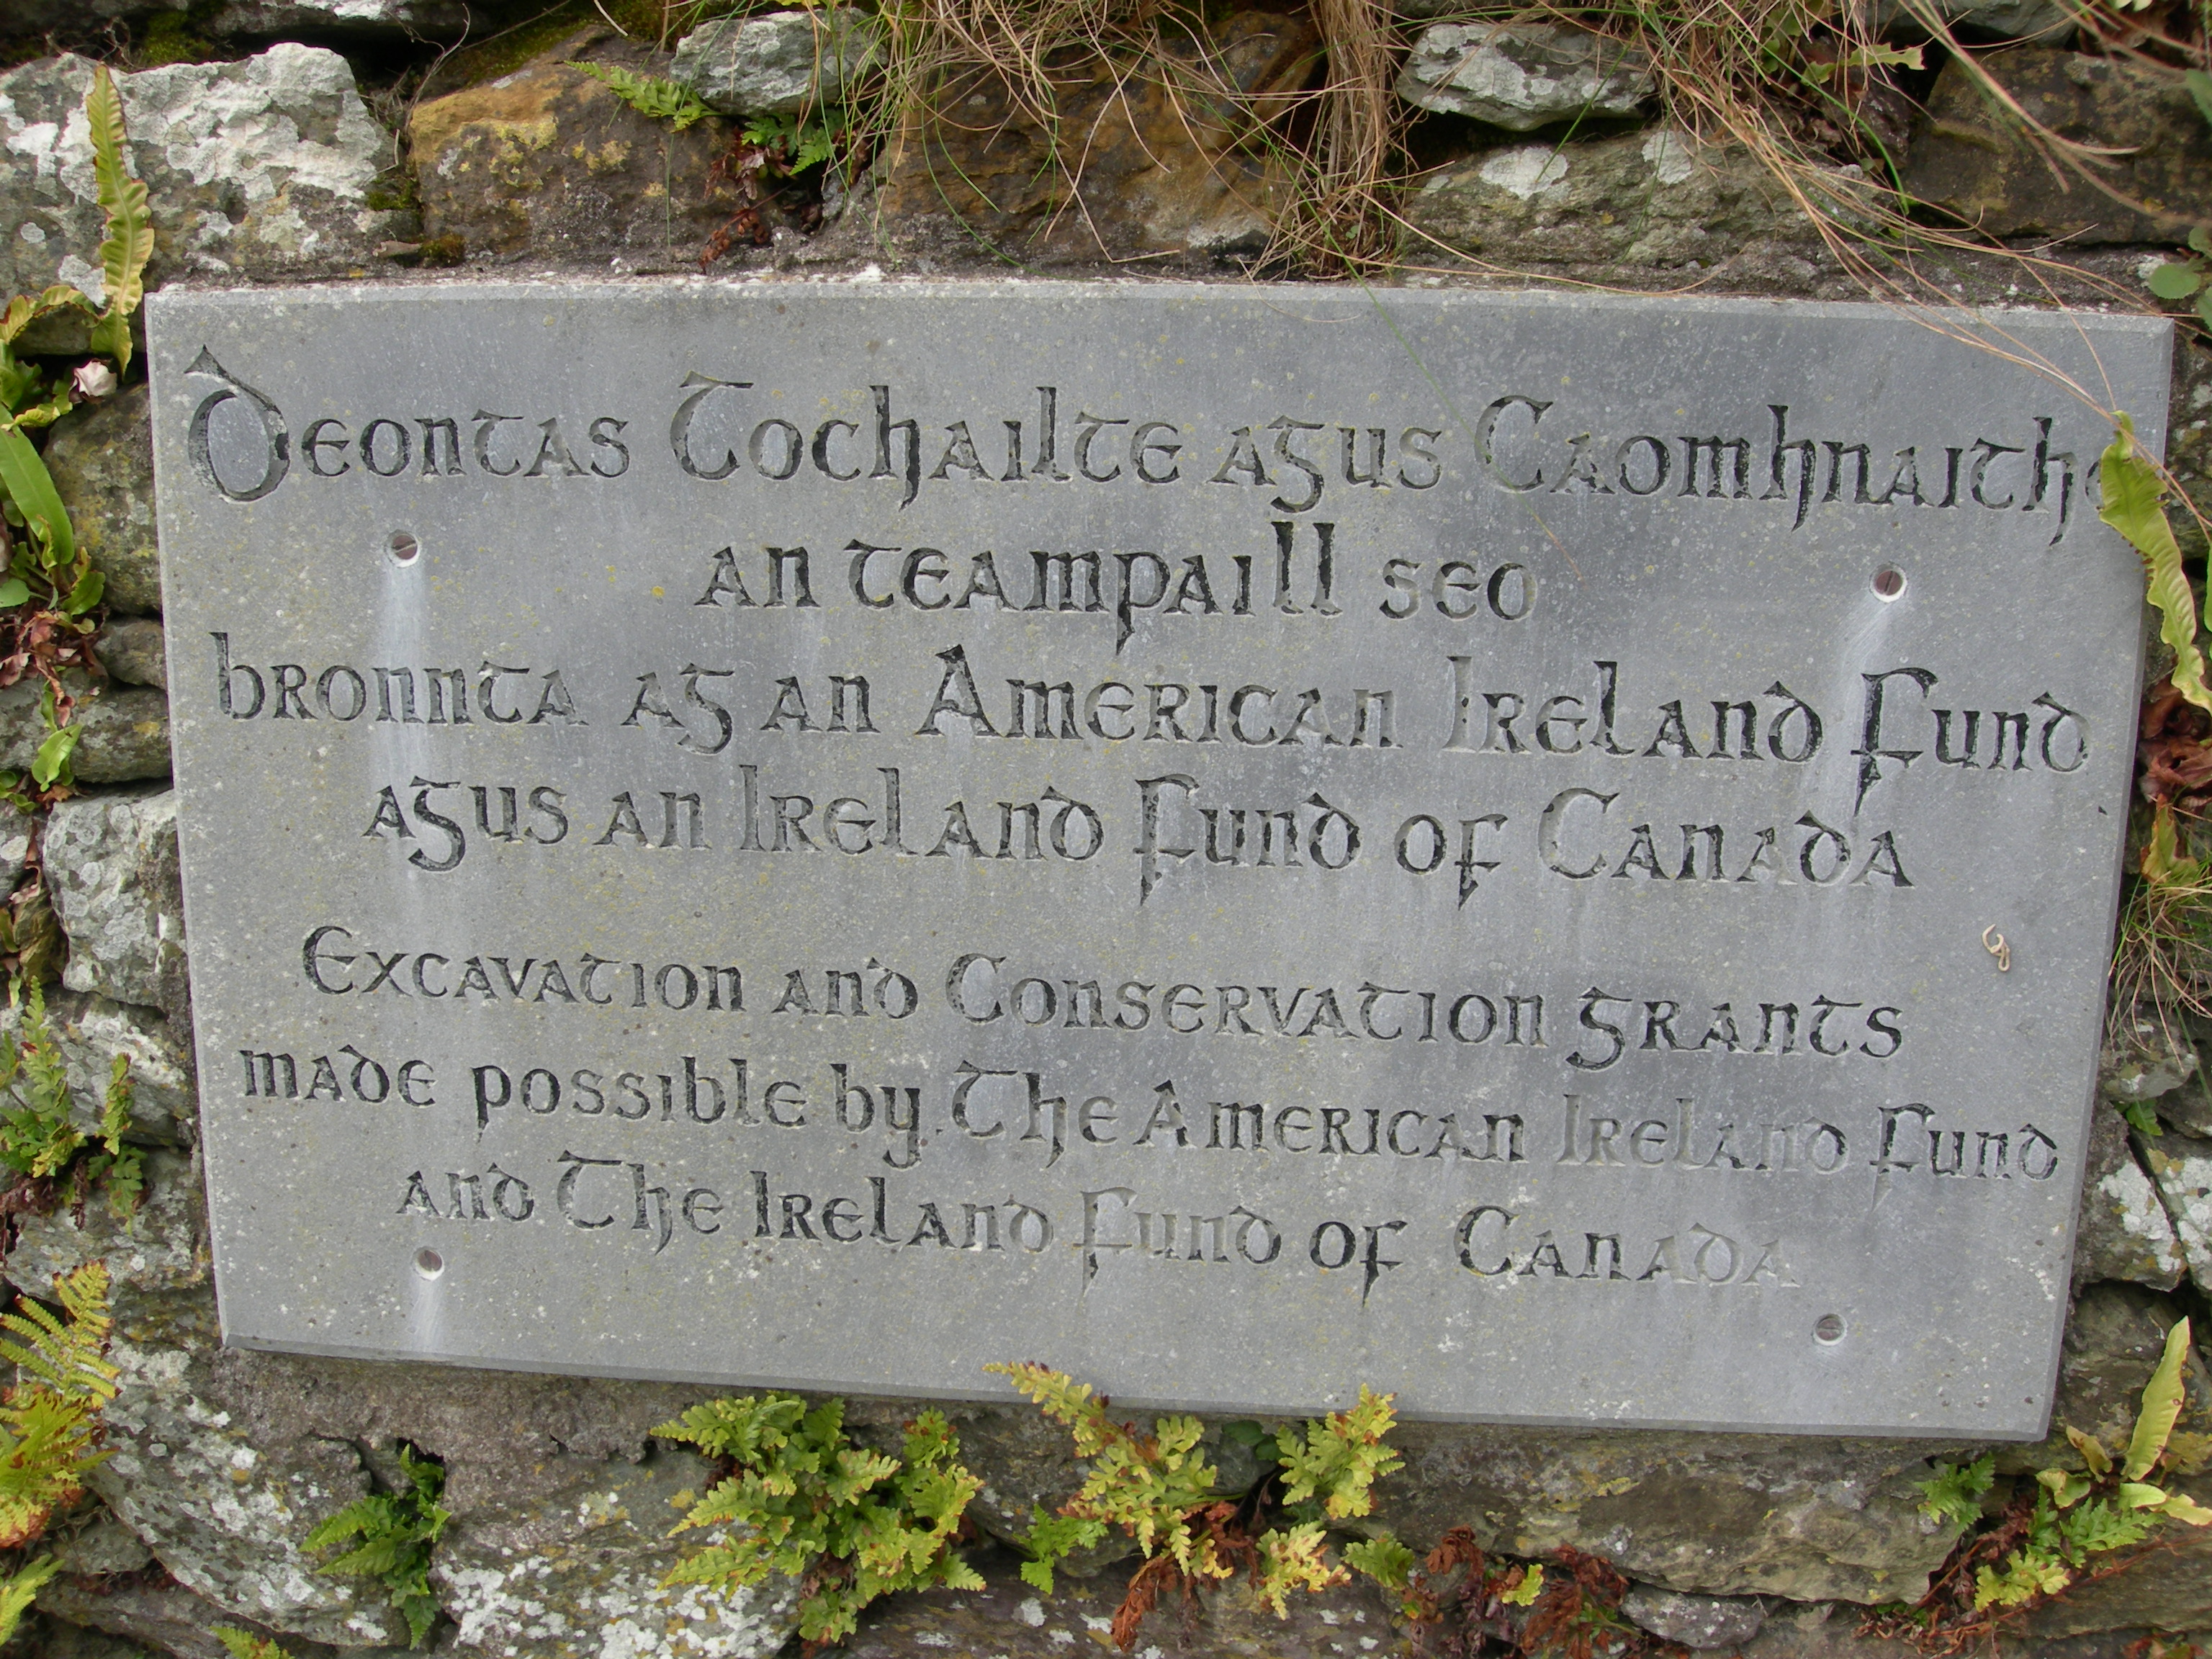 Deontas Tochailte agus Caomhnaithe
an teampaill seo
bronnta ag an American Ireland Fund
agus an Ireland Fund of Canada
Excavation and Conservation grants
made possible by The American Ireland Fund
and The Ireland Fund of Canada